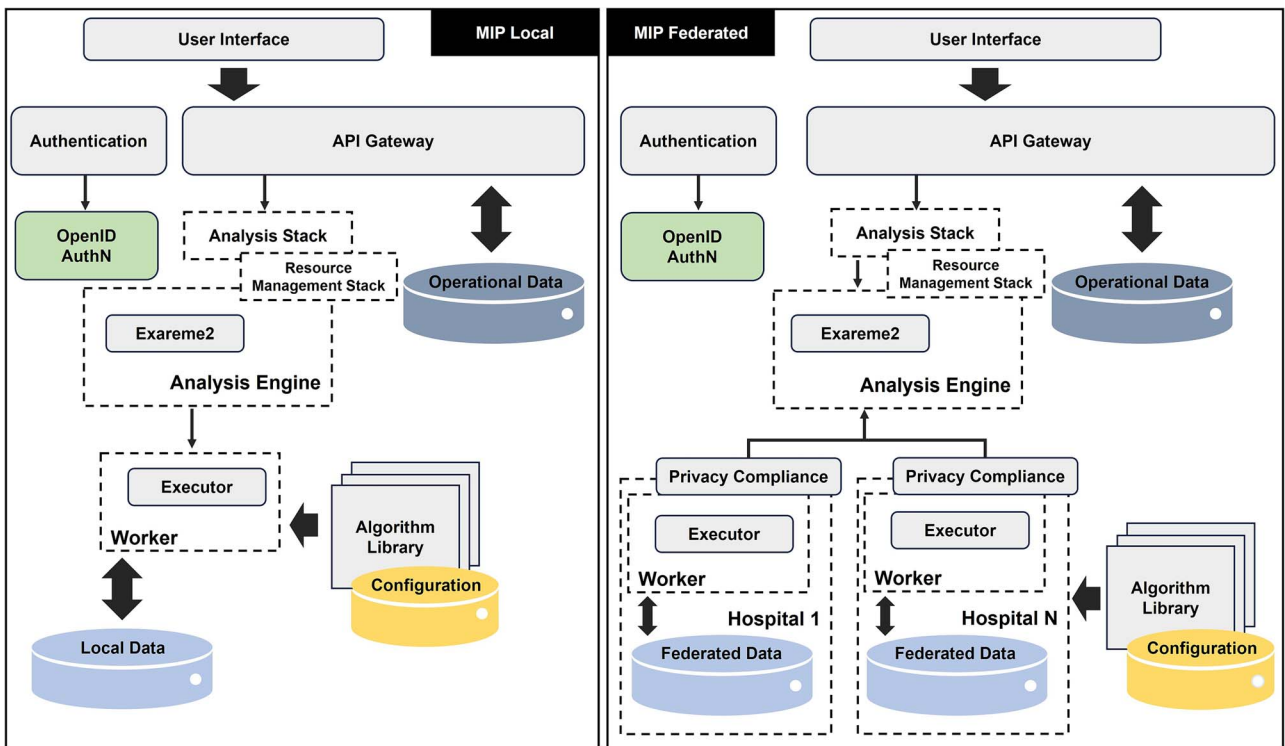 User Interface
MIP Local
Authentication
API Gateway
OpenID
AuthN
Analysis Stack
Resource
Management Stack
Operational Data
Exareme2
Analysis Engine
Executor
Worker
Algorithm
Library
Configuration
Local Data
MIP Federated
User Interface
Authentication
API Gateway
OpenID
AuthN
Analysis Stack
Resource
Management Stack
Operational Data
Exareme2
Analysis Engine
Privacy Compliance
Executor
Worker
Hospital 1
Federated Data
Privacy Compliance
Executor
Worker
Hospital N
Federated Data
Algorithm
Library
Configuration